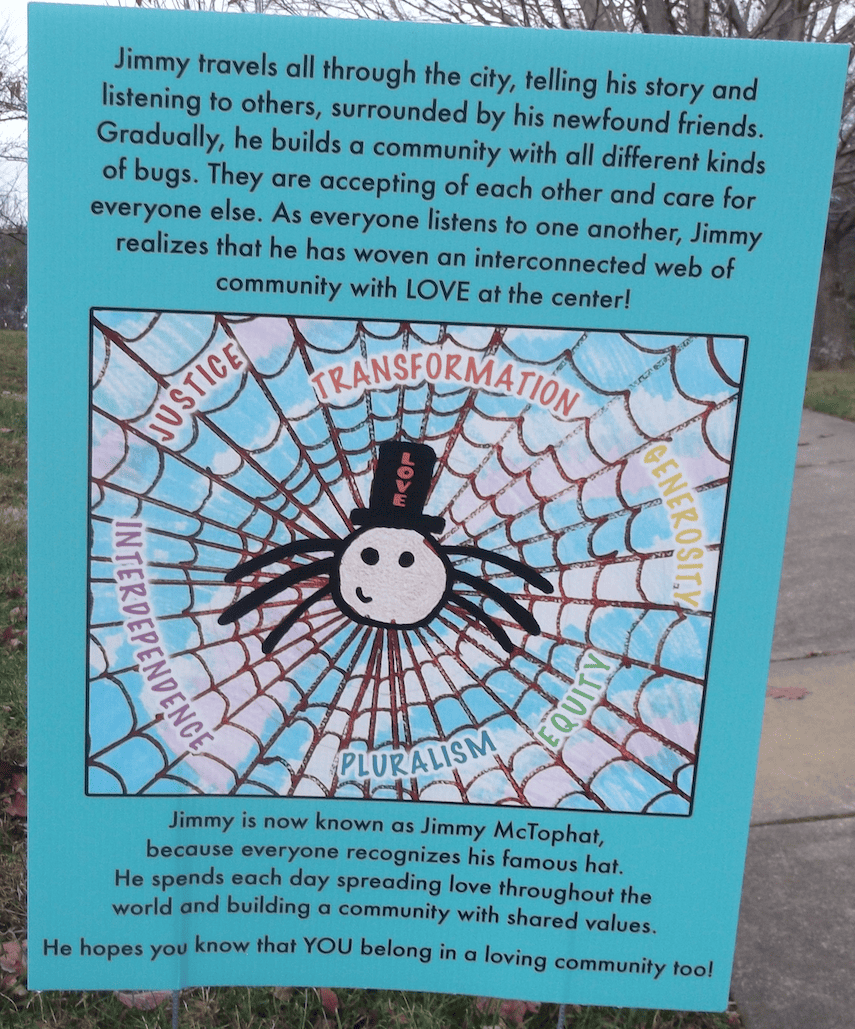 Jimmy travels all through the city, telling his story and
listening to others, surrounded by his newfound friends.
Gradually, he builds a community with all different kinds
of bugs. They are accepting of each other and care for
everyone else. As everyone listens to one another, Jimmy
realizes that he has woven an interconnected web of
community with LOVE at the center!
JUSTICE
TRANSFORMATION
GENEROSITY
LOVE
INTERDEPENDENCE
EQUITY
PLURALISM
Jimmy is now known as Jimmy McTophat,
because everyone recognizes his famous hat.
He spends each day spreading love throughout the
world and building a community with shared values.
He hopes you know that YOU belong in a loving community too!